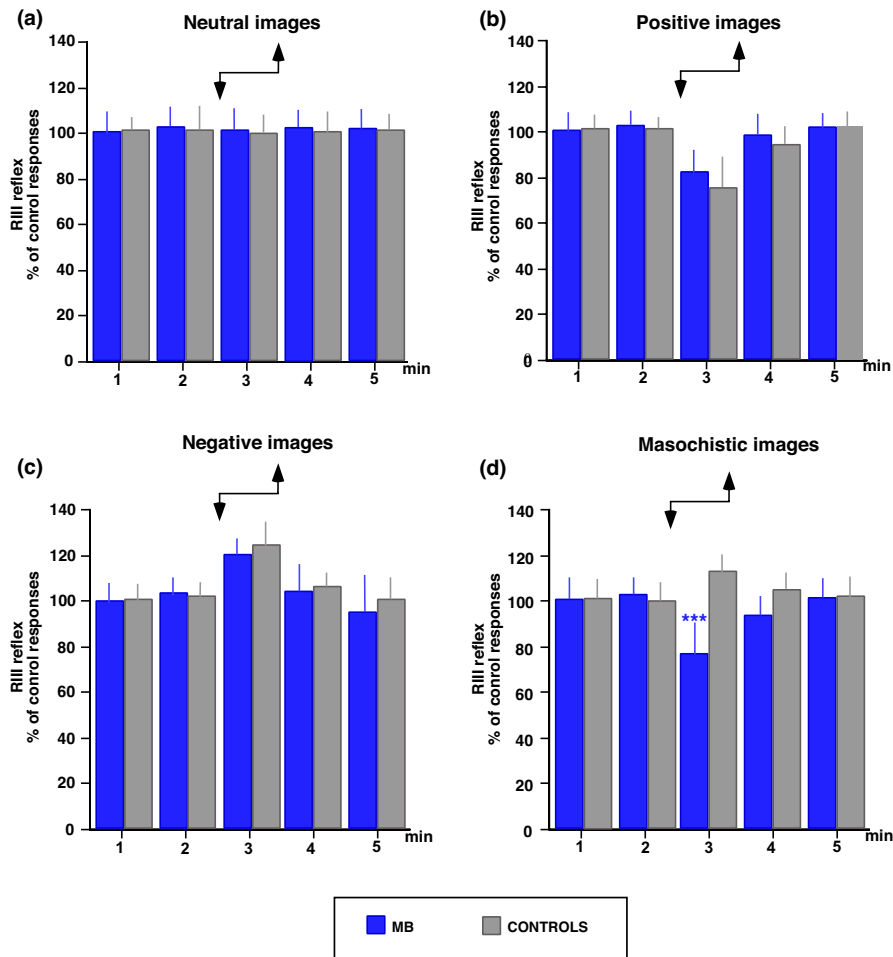 (a)
Neutral images
RIII reflex
% of conrol responses
140
120
100
80
60
40
20
0
1 2 3 4 5 min
(b)
Positive images
RIII reflex
% of conrol responses
140
120
100
80
60
40
20
0
1 2 3 4 5 min
(c)
Negative images
RIII reflex
% of conrol responses
140
120
100
80
60
40
20
0
1 2 3 4 5 min
(d)
Masochistic images
RIII reflex
% of conrol responses
140
120
100
80
60
40
20
0
***
1 2 3 4 5 min
MB CONTROLS